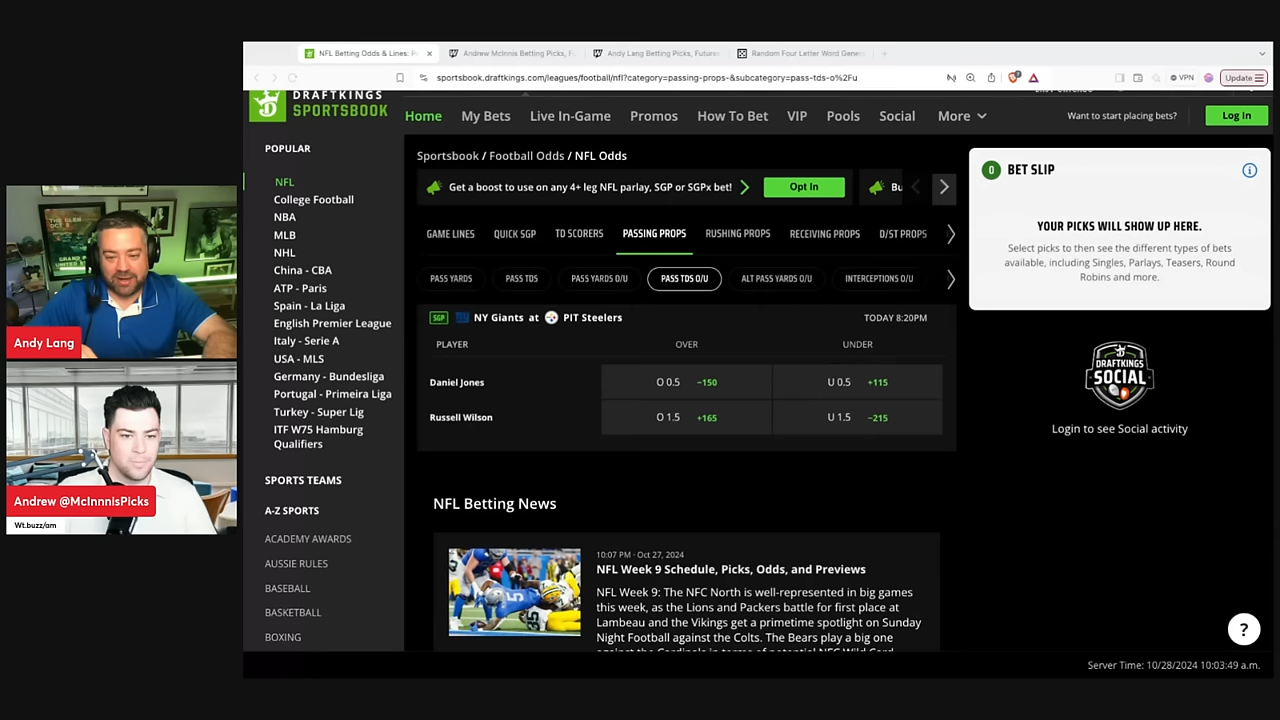 NFL Betting Odds & Lines: P
Andrew McInnis Betting Picks, F
Andy Lang Betting Picks, Future
Random Four Letter Word Gene
sportsbook.draftkings.com/leagues/football/nfl?category=passing-props-&subcategory=pass-tds-o%2Fu
VPN
Update
DRAFTKINGS
SPORTSBOOK
Home My Bets Live In-Game Promos How To Bet VIP Pools Social More
Want to start placing bets?
Log In
POPULAR
NFL
College Football
NBA
MLB
NHL
China - CBA
ATP - Paris
Spain - La Liga
English Premier League
Italy - Serie A
USA - MLS
Germany - Bundesliga
Portugal - Primeira Liga
Turkey - Super Lig
ITF W75 Hamburg
Qualifiers
SPORTS TEAMS
A-Z SPORTS
ACADEMY AWARDS
AUSSIE RULES
BASEBALL
BASKETBALL
BOXING
Sportsbook / Football Odds / NFL Odds
Get a boost to use on any 4+ leg NFL parlay, SGP or SGPx bet!
Opt In
Bu
GAME LINES QUICK SGP TD SCORERS PASSING PROPS RUSHING PROPS RECEIVING PROPS D/ST PROPS
PASS YARDS PASS TDS PASS YARDS O/U PASS TDS O/U ALT PASS YARDS O/U INTERCEPTIONS O/U
SGP NY Giants at PIT Steelers TODAY 8:20PM
PLAYER OVER UNDER
Daniel Jones O 0.5 −150 U 0.5 +115
Russell Wilson O 1.5 +165 U 1.5 −215
NFL Betting News
10:07 PM · Oct 27, 2024
NFL Week 9 Schedule, Picks, Odds, and Previews
NFL Week 9: The NFC North is well-represented in big games
this week, as the Lions and Packers battle for first place at
Lambeau and the Vikings get a primetime spotlight on Sunday
Night Football against the Colts. The Bears play a big one
against the Cardinals in terms of potential NFC Wild Card
0 BET SLIP
YOUR PICKS WILL SHOW UP HERE.
Select picks to then see the different types of bets
available, including Singles, Parlays, Teasers, Round
Robins and more.
DRAFTKINGS
SOCIAL
Login to see Social activity
?
Server Time: 10/28/2024 10:03:49 a.m.
Andy Lang
Andrew @McInnnisPicks
Wt.buzz/am